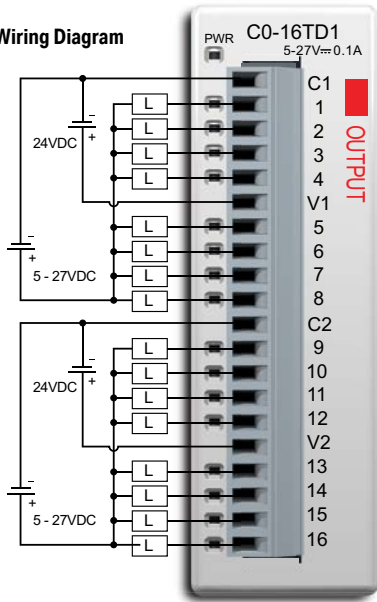 Wiring Diagram
PWR
C0-16TD1
5-27V⎓0.1A
OUTPUT
C1
L 1
L 2
24VDC
L 3
L 4
V1
L 5
L 6
L 7
5 - 27VDC
L 8
C2
L 9
L 10
24VDC
L 11
L 12
V2
L 13
L 14
5 - 27VDC
L 15
L 16